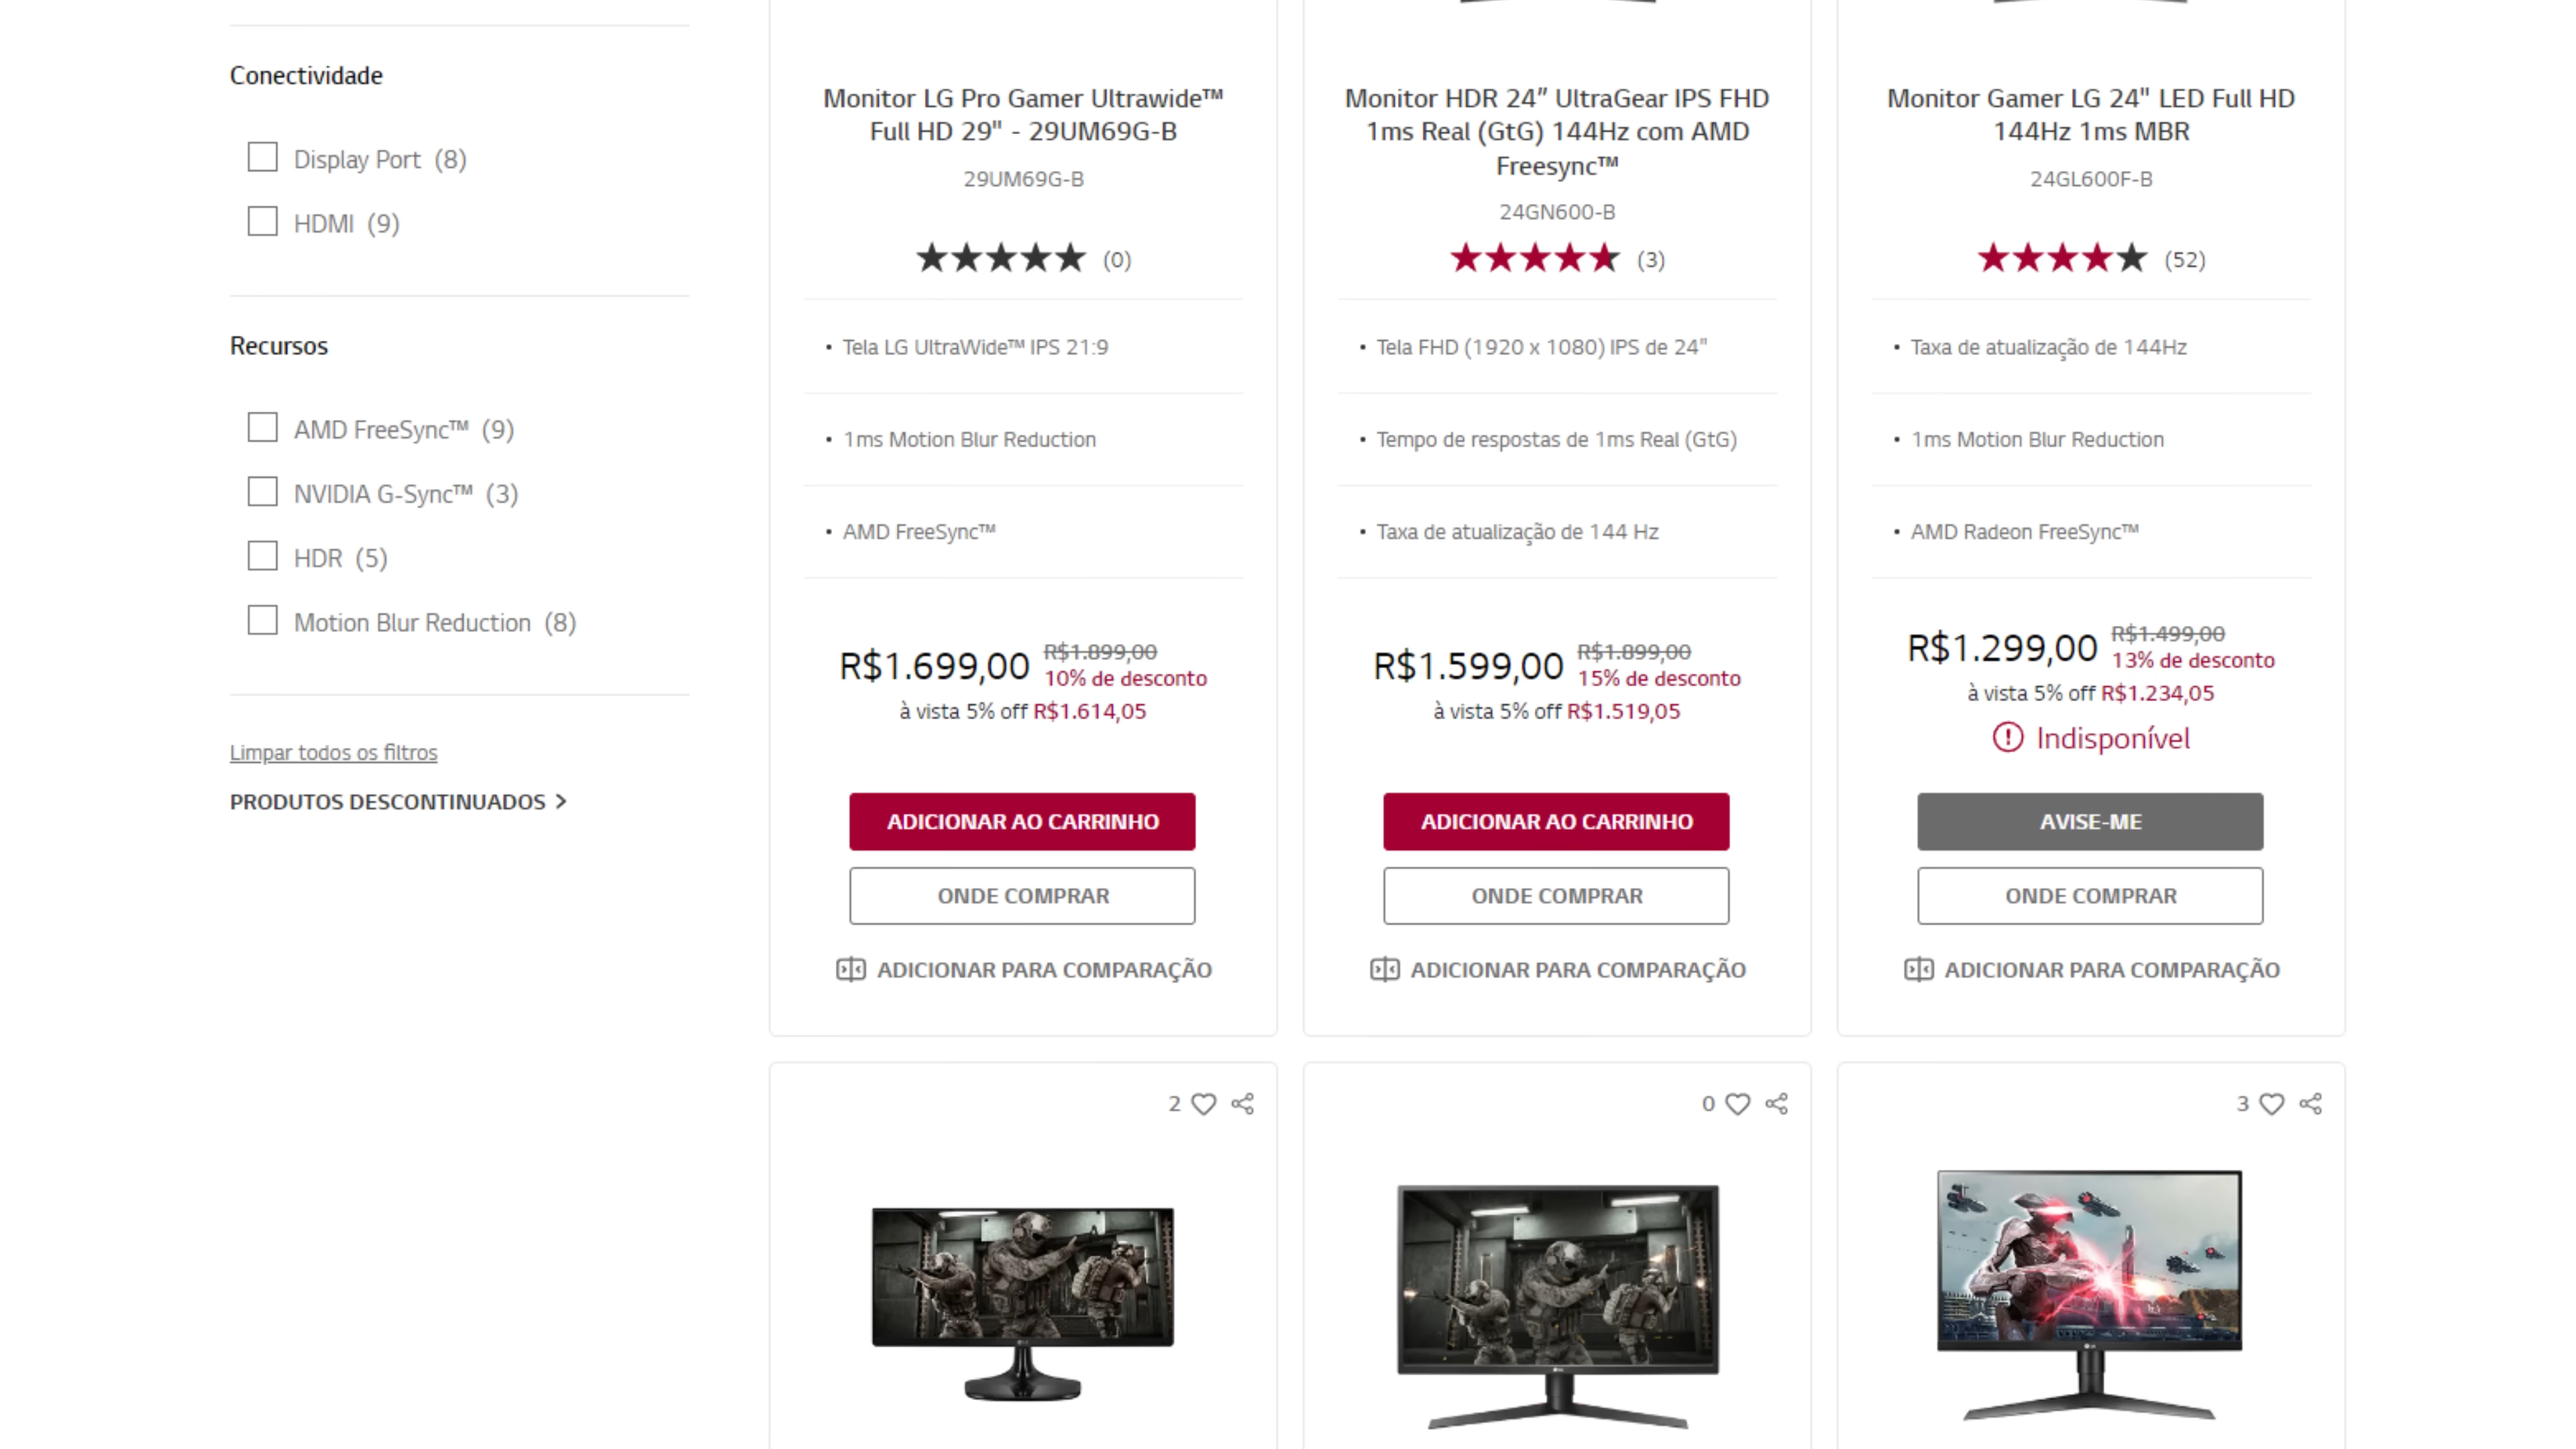 Conectividade
Display Port (8)
HDMI (9)
Recursos
AMD FreeSync™ (9)
NVIDIA G-Sync™ (3)
HDR (5)
Motion Blur Reduction (8)
Limpar todos os filtros
PRODUTOS DESCONTINUADOS >
Monitor LG Pro Gamer Ultrawide™
Full HD 29" - 29UM69G-B
29UM69G-B
(0)
• Tela LG UltraWide™ IPS 21:9
• 1ms Motion Blur Reduction
• AMD FreeSync™
R$1.699,00 R$1.899,00
10% de desconto
à vista 5% off R$1.614,05
ADICIONAR AO CARRINHO
ONDE COMPRAR
ADICIONAR PARA COMPARAÇÃO
Monitor HDR 24” UltraGear IPS FHD
1ms Real (GtG) 144Hz com AMD
Freesync™
24GN600-B
(3)
• Tela FHD (1920 x 1080) IPS de 24"
• Tempo de respostas de 1ms Real (GtG)
• Taxa de atualização de 144 Hz
R$1.599,00 R$1.899,00
15% de desconto
à vista 5% off R$1.519,05
ADICIONAR AO CARRINHO
ONDE COMPRAR
ADICIONAR PARA COMPARAÇÃO
Monitor Gamer LG 24" LED Full HD
144Hz 1ms MBR
24GL600F-B
(52)
• Taxa de atualização de 144Hz
• 1ms Motion Blur Reduction
• AMD Radeon FreeSync™
R$1.299,00 R$1.499,00
13% de desconto
à vista 5% off R$1.234,05
Indisponível
AVISE-ME
ONDE COMPRAR
ADICIONAR PARA COMPARAÇÃO
2
0
3